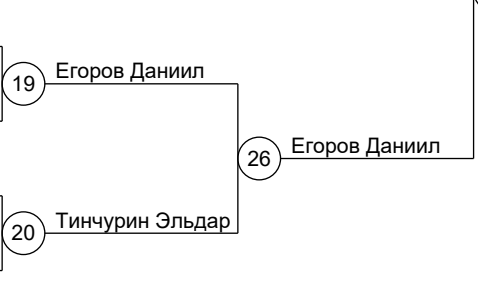 Егоров Даниил
19
26
Егоров Даниил
Тинчурин Эльдар
20